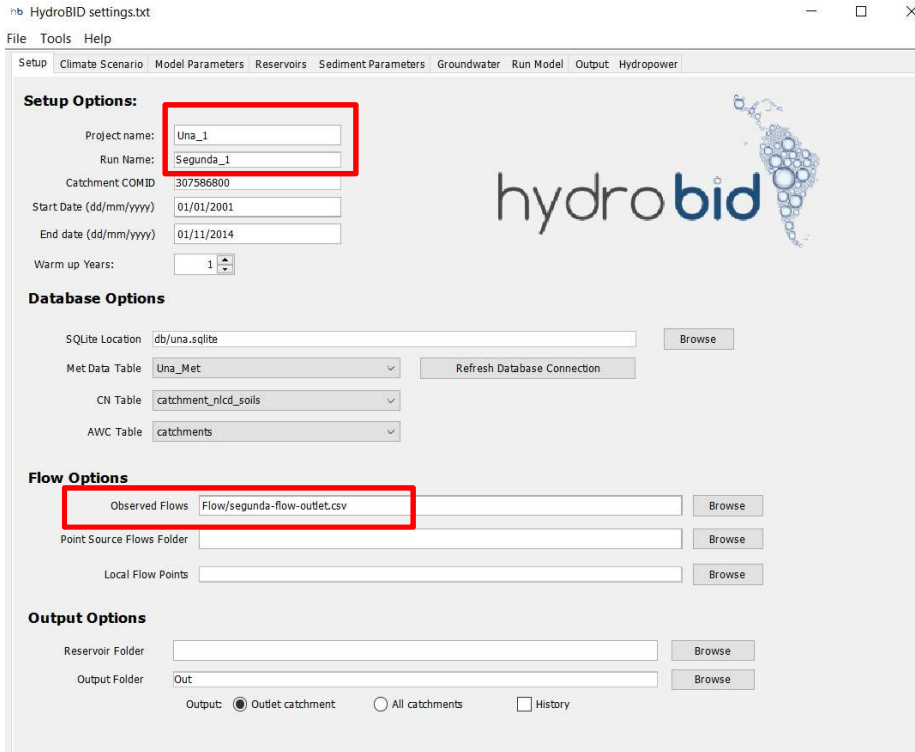 hb HydroBID settings.txt
File Tools Help
Setup Climate Scenario Model Parameters Reservoirs Sediment Parameters Groundwater Run Model Output Hydropower
Setup Options:
Project name: Una_1
Run Name: Segunda_1
Catchment COMID 307586800
Start Date (dd/mm/yyyy) 01/01/2001
End date (dd/mm/yyyy) 01/11/2014
Warm up Years: 1
hydrobid
Database Options
SQLite Location db/una.sqlite Browse
Met Data Table Una_Met Refresh Database Connection
CN Table catchment_nlcd_soils
AWC Table catchments
Flow Options
Observed Flows Flow/segunda-flow-outlet.csv Browse
Point Source Flows Folder Browse
Local Flow Points Browse
Output Options
Reservoir Folder Browse
Output Folder Out Browse
Output: Outlet catchment All catchments History